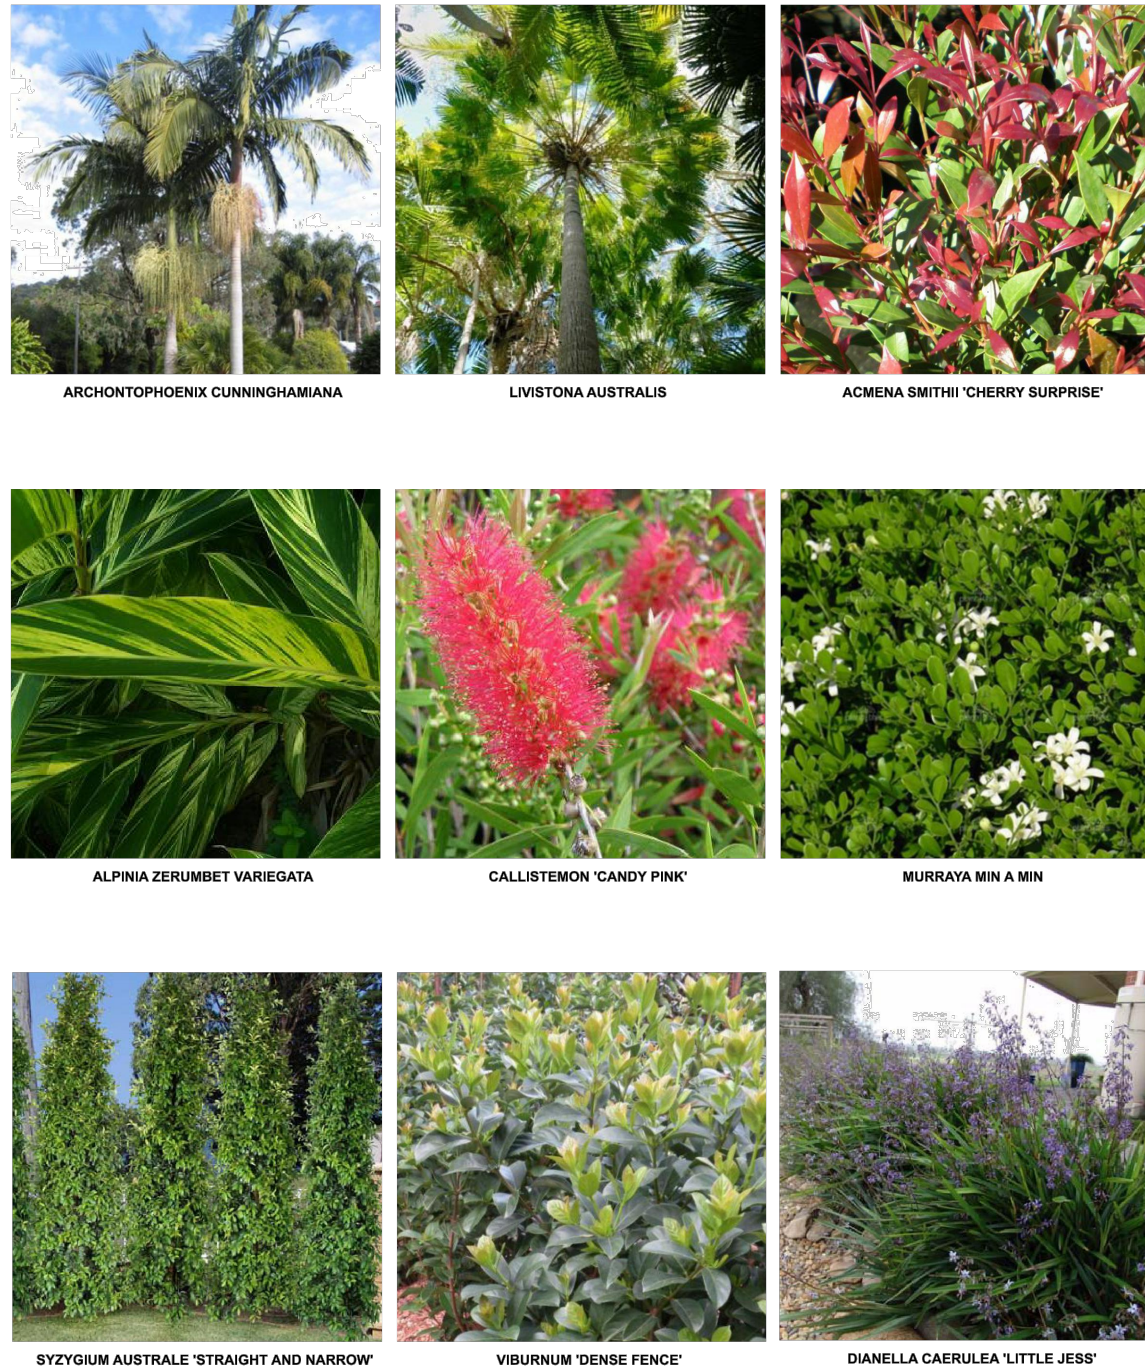 ARCHONTOPHOENIX CUNNINGHAMIANA
LIVISTONA AUSTRALIS
ACMENA SMITHII 'CHERRY SURPRISE'
ALPINIA ZERUMBET VARIEGATA
CALLISTEMON 'CANDY PINK'
MURRAYA MIN A MIN
SYZYGIUM AUSTRALE 'STRAIGHT AND NARROW'
VIBURNUM 'DENSE FENCE'
DIANELLA CAERULEA 'LITTLE JESS'